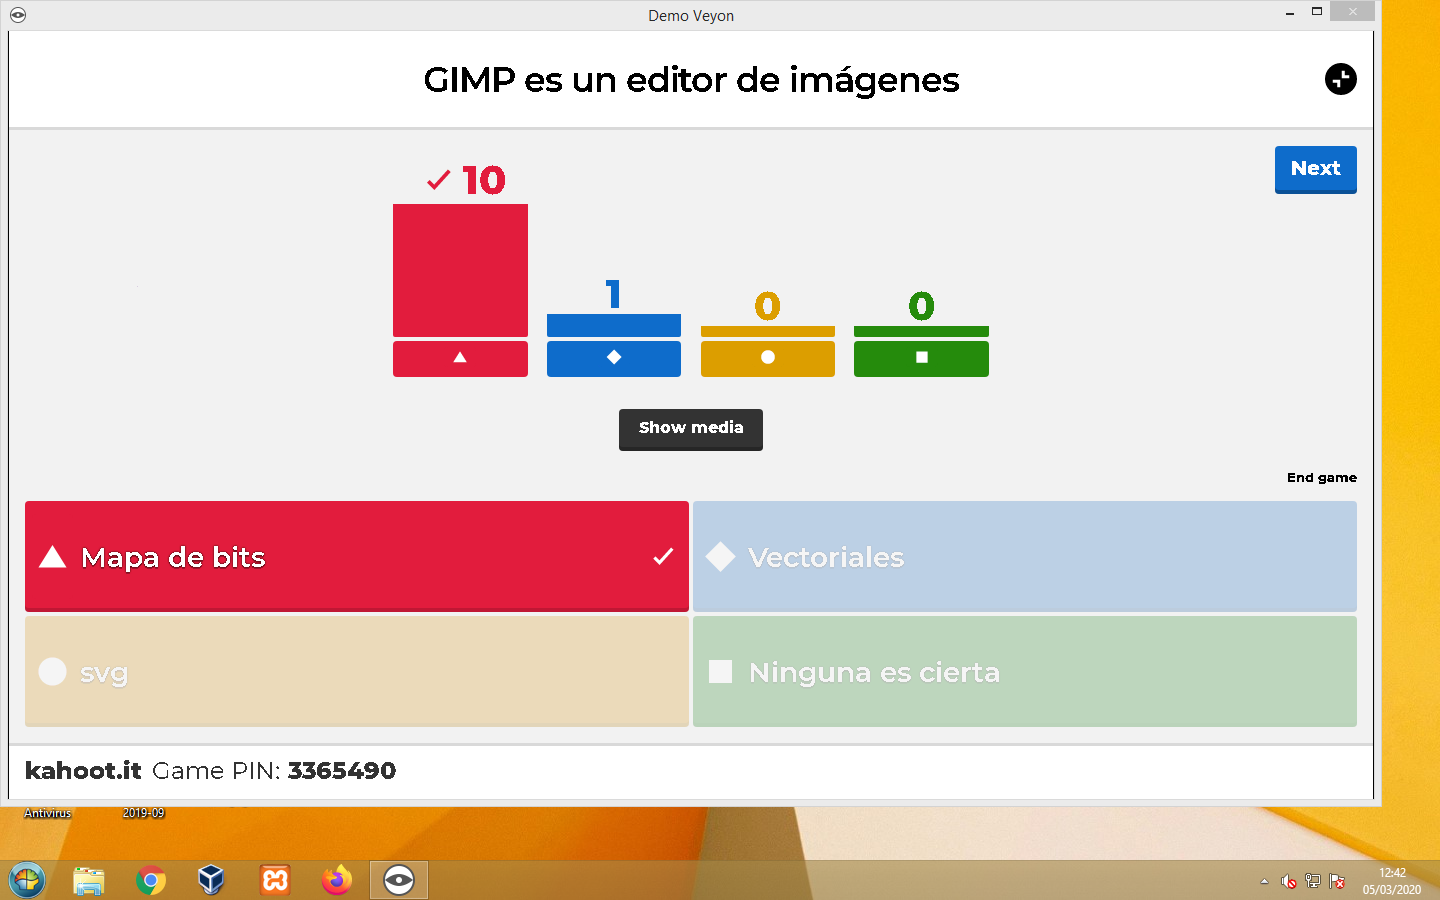 Demo Veyon
GIMP es un editor de imágenes
Next
10
1
0
0
Show media
End game
Mapa de bits
Vectoriales
svg
Ninguna es cierta
kahoot.it Game PIN: 3365490
Antivirus
2019-09
12:42
05/03/2020